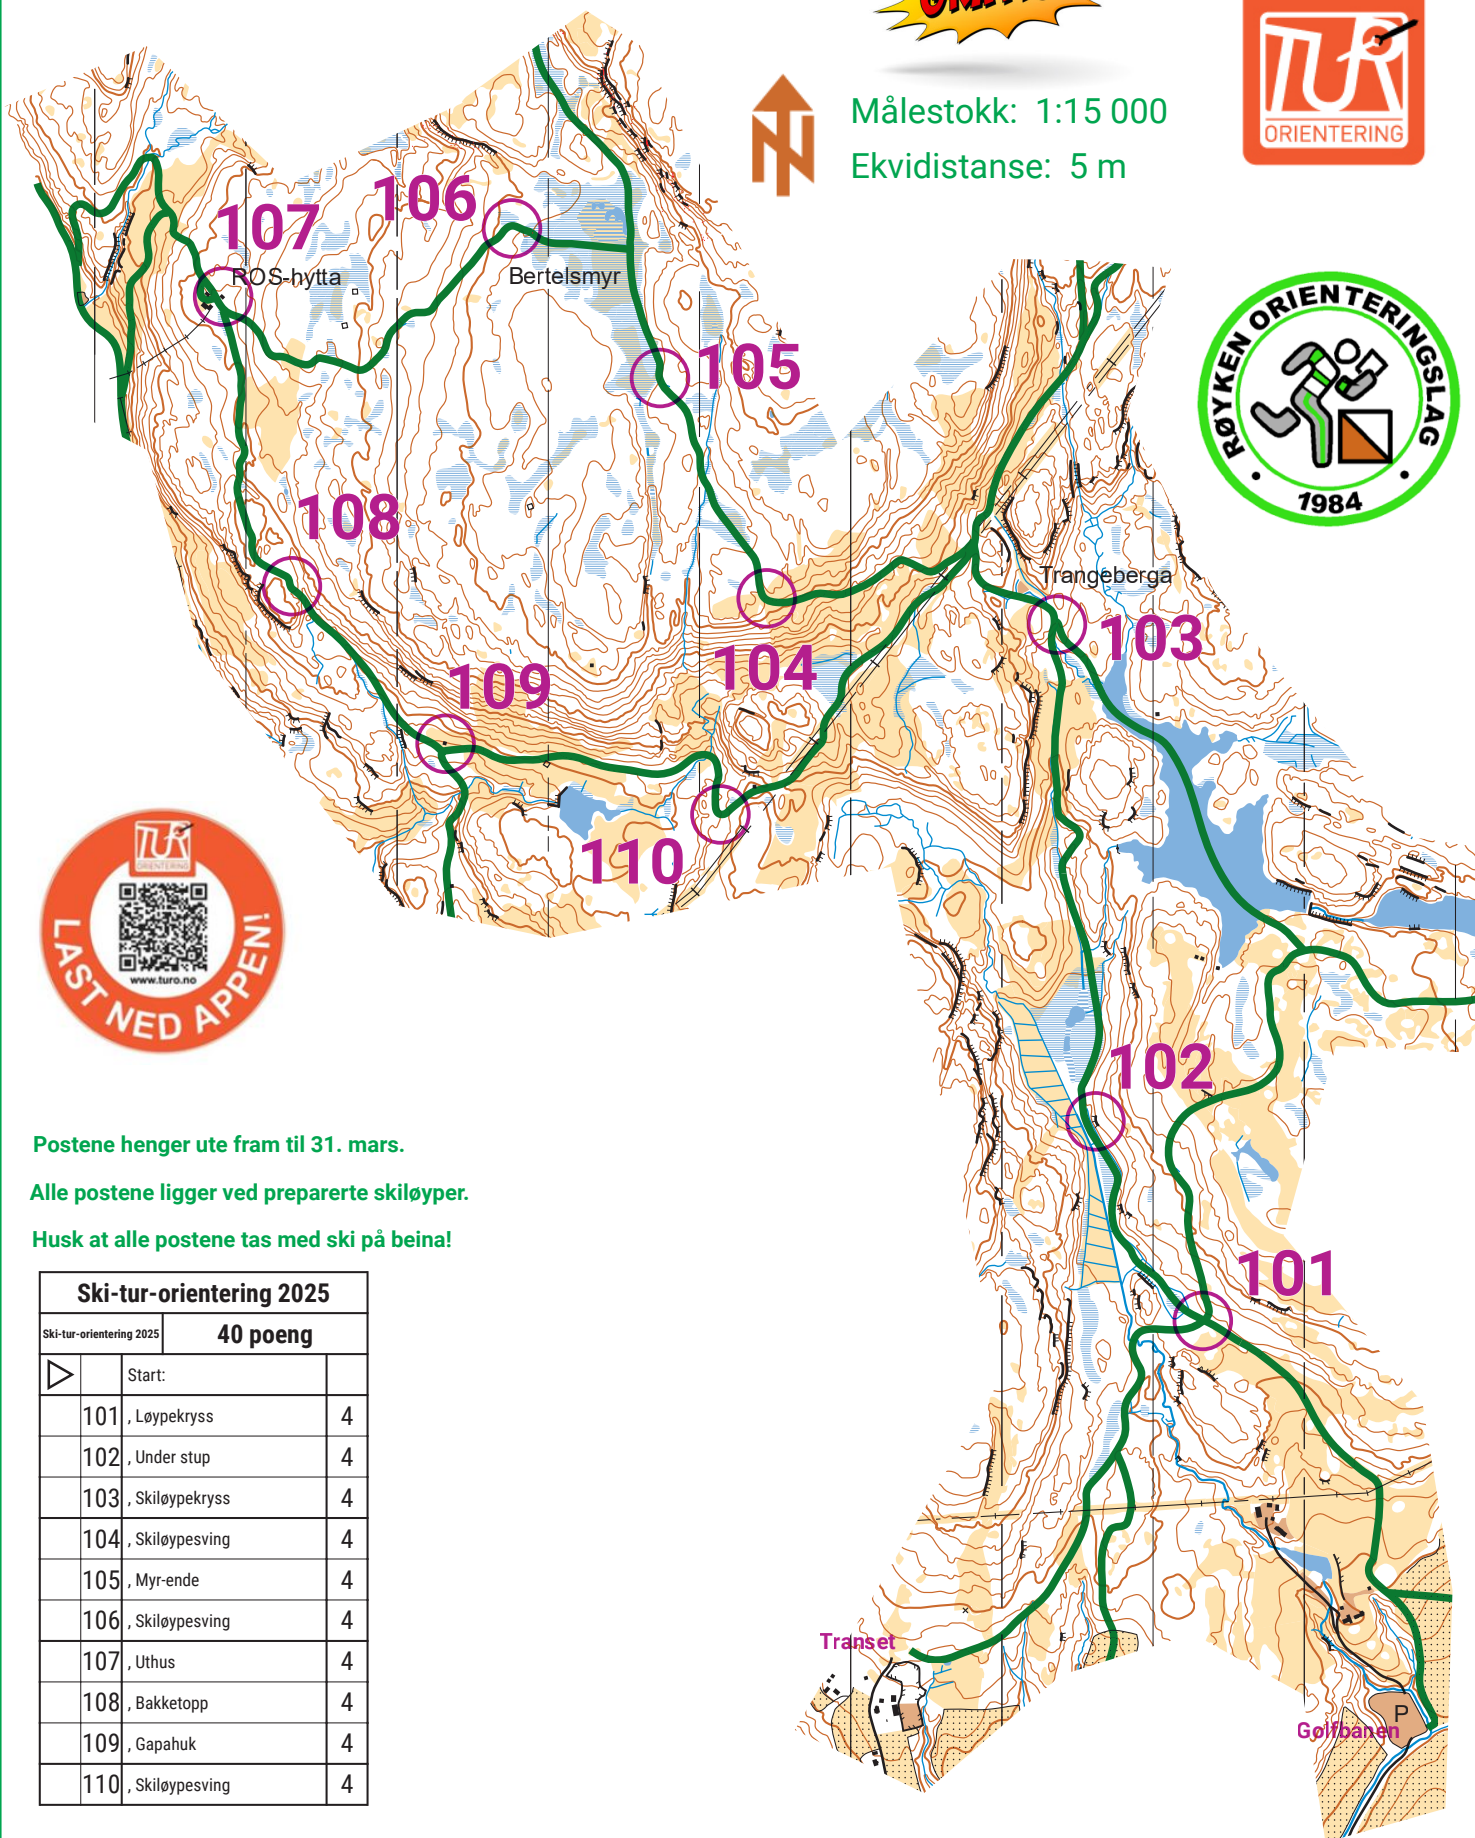 TUR
ORIENTERING
Målestokk: 1:15 000
Ekvidistanse: 5 m
106
107
ROS-hytta
Bertelsmyr
105
RØYKEN ORIENTERINGSLAG
1984
108
Trangeberga
103
104
109
110
TUR
ORIENTERING
www.turo.no
LAST NED APPEN!
102
Postene henger ute fram til 31. mars.
Alle postene ligger ved preparerte skiløyper.
Husk at alle postene tas med ski på beina!
101
Ski-tur-orientering 2025
Ski-tur-orientering 2025 40 poeng
Start:
101 , Løypekryss 4
102 , Under stup 4
103 , Skiløypekryss 4
104 , Skiløypesving 4
105 , Myr-ende 4
106 , Skiløypesving 4
107 , Uthus 4
108 , Bakketopp 4
109 , Gapahuk 4
110 , Skiløypesving 4
Transet
P
Gølfbanen